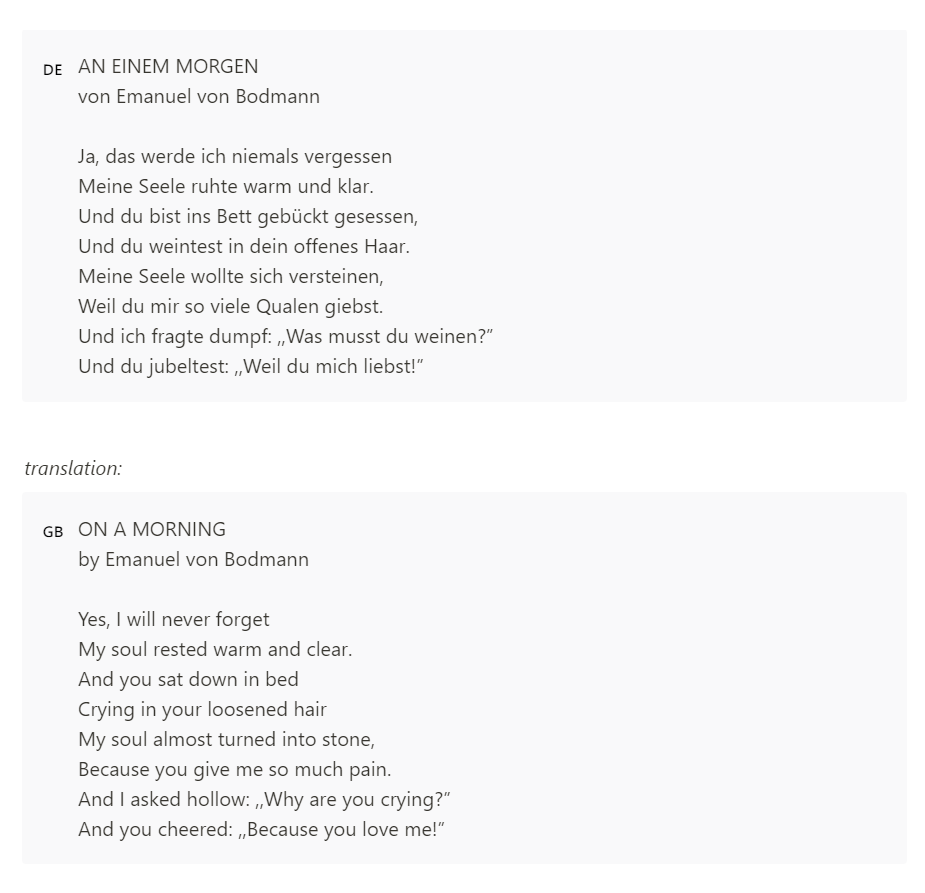 DE AN EINEM MORGEN
von Emanuel von Bodmann
Ja, das werde ich niemals vergessen
Meine Seele ruhte warm und klar.
Und du bist ins Bett gebückt gesessen,
Und du weintest in dein offenes Haar.
Meine Seele wollte sich versteinen,
Weil du mir so viele Qualen giebst.
Und ich fragte dumpf: ,,Was musst du weinen?”
Und du jubeltest: ,,Weil du mich liebst!”
translation:
GB ON A MORNING
by Emanuel von Bodmann
Yes, I will never forget
My soul rested warm and clear.
And you sat down in bed
Crying in your loosened hair
My soul almost turned into stone,
Because you give me so much pain.
And I asked hollow: ,,Why are you crying?”
And you cheered: ,,Because you love me!”